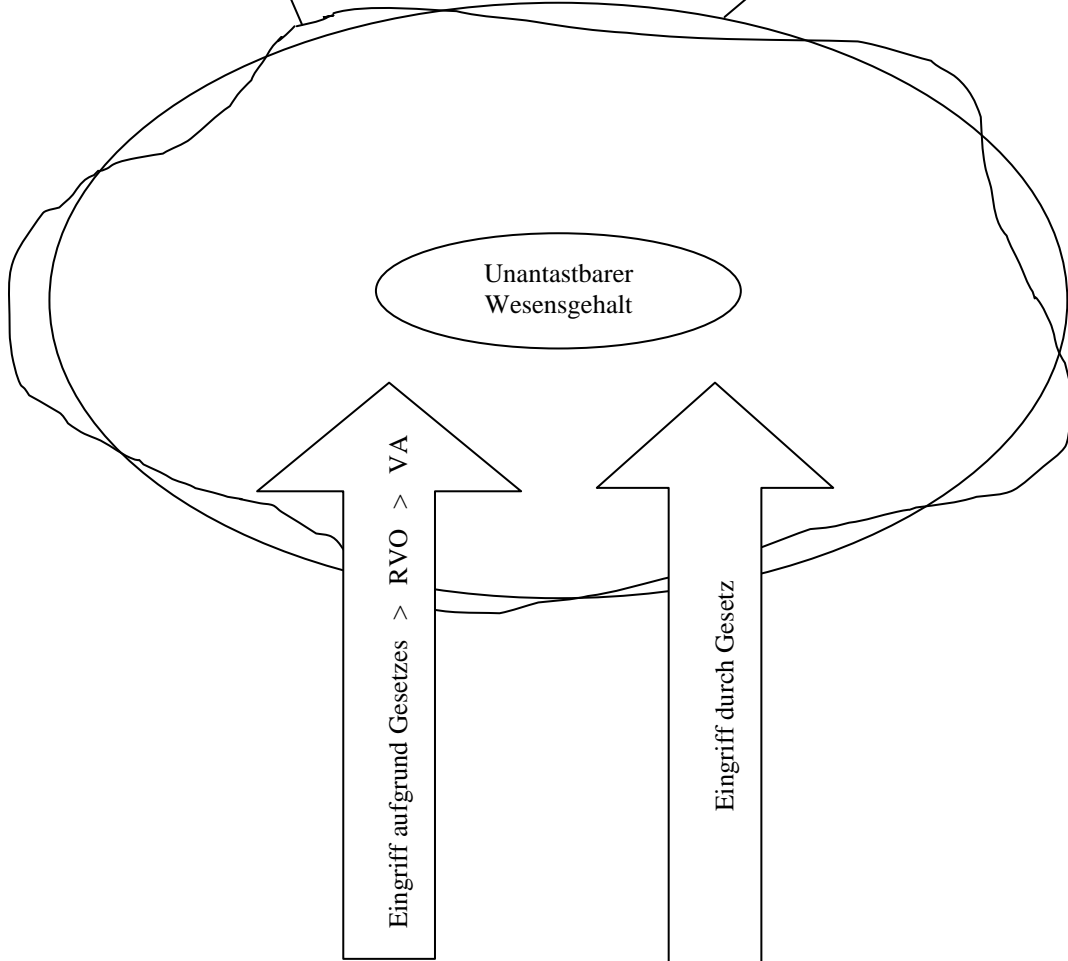 Unantastbarer
Wesensgehalt
Eingriff aufgrund Gesetzes > RVO > VA
Eingriff durch Gesetz